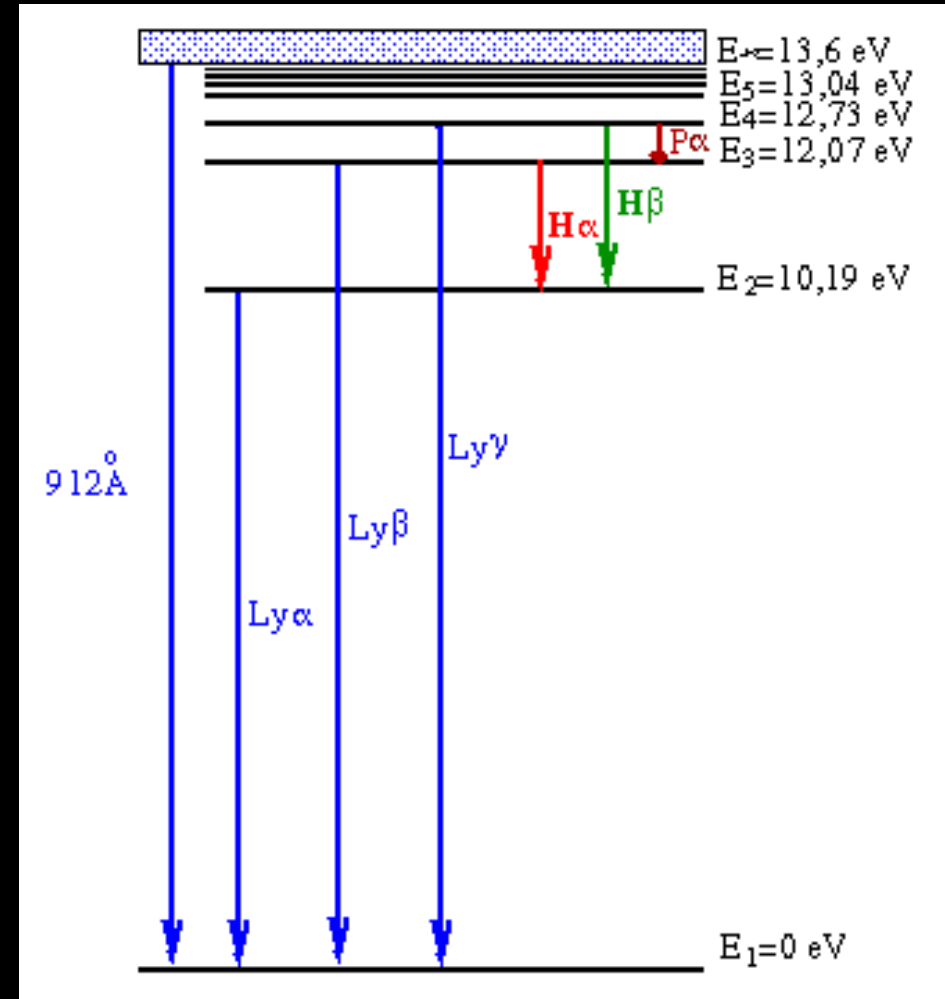 E∞=13,6 eV
E5=13,04 eV
E4=12,73 eV
Pα
E3=12,07 eV
Hβ
Hα
E2=10,19 eV
Lyγ
912Å
Lyβ
Lyα
E1=0 eV